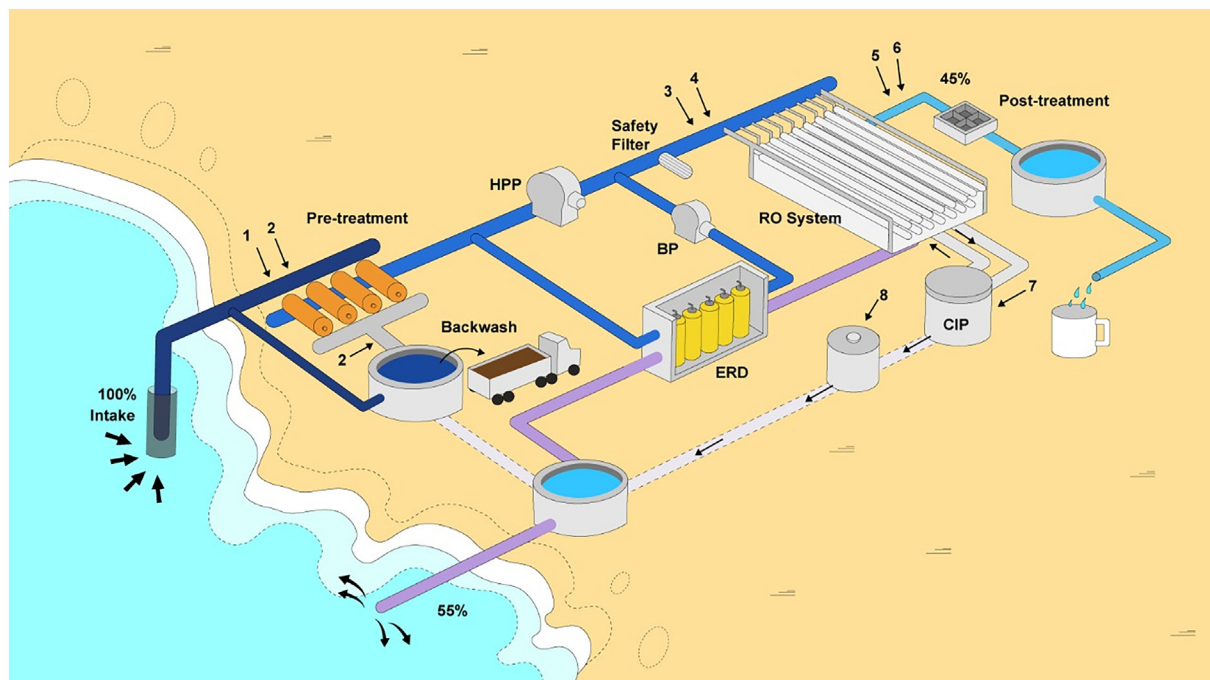 5
6
45%
Post-treatment
3
4
Safety
Filter
HPP
RO System
Pre-treatment
1
2
BP
8
7
CIP
Backwash
2
ERD
100%
Intake
55%